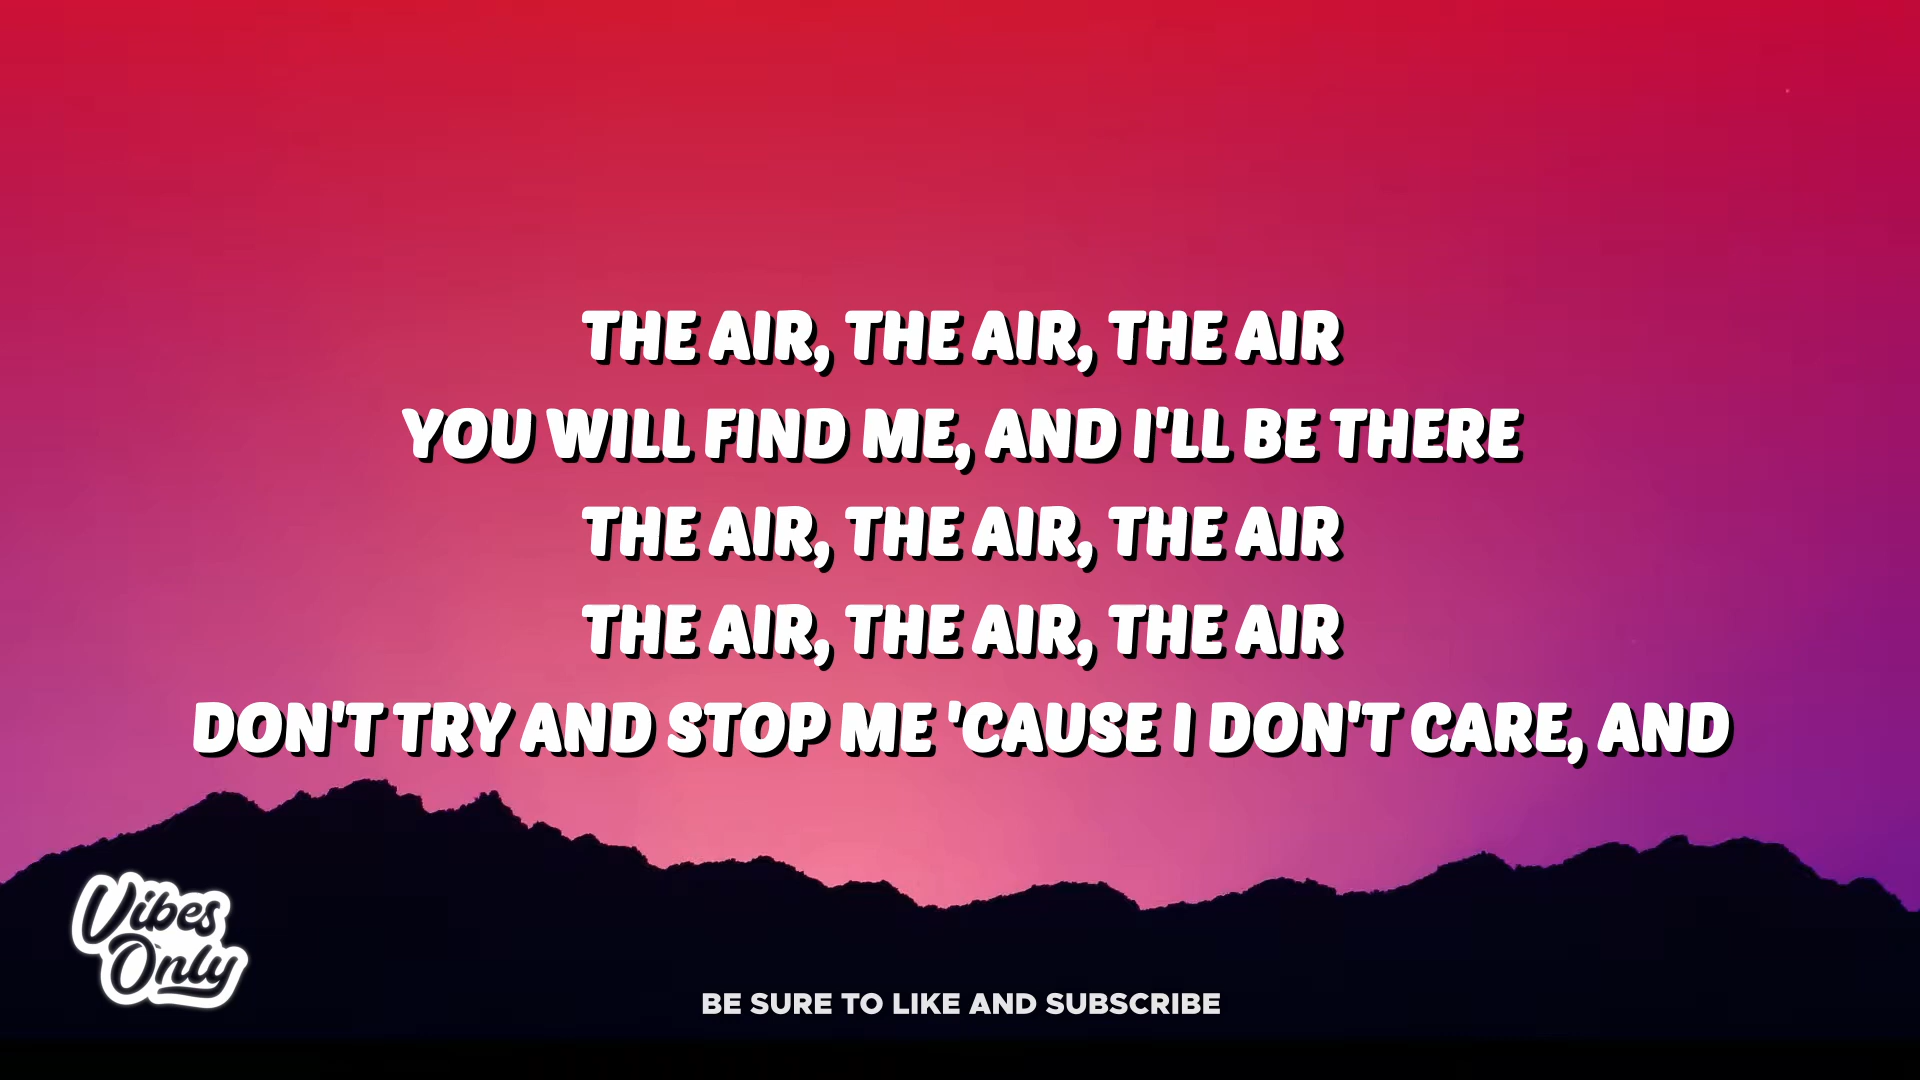 THE AIR, THE AIR, THE AIR
YOU WILL FIND ME, AND I'LL BE THERE
THE AIR, THE AIR, THE AIR
THE AIR, THE AIR, THE AIR
DON'T TRY AND STOP ME 'CAUSE I DON'T CARE, AND
Vibes
Only
BE SURE TO LIKE AND SUBSCRIBE